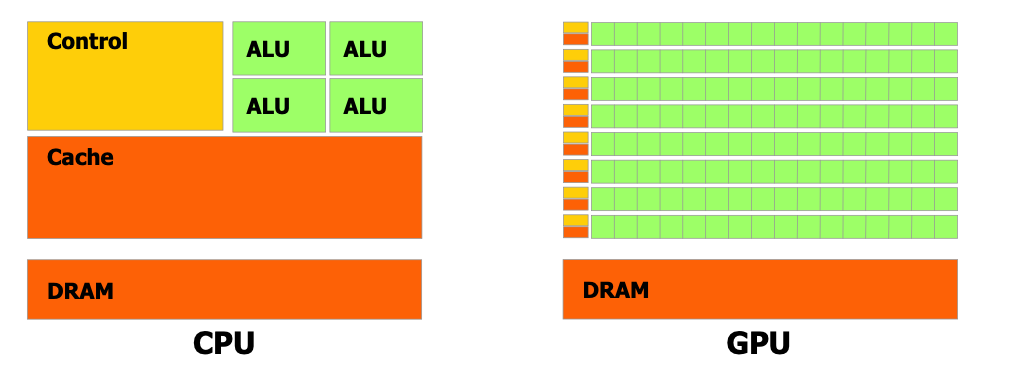 Control
ALU
ALU
ALU
ALU
Cache
DRAM
CPU
DRAM
GPU